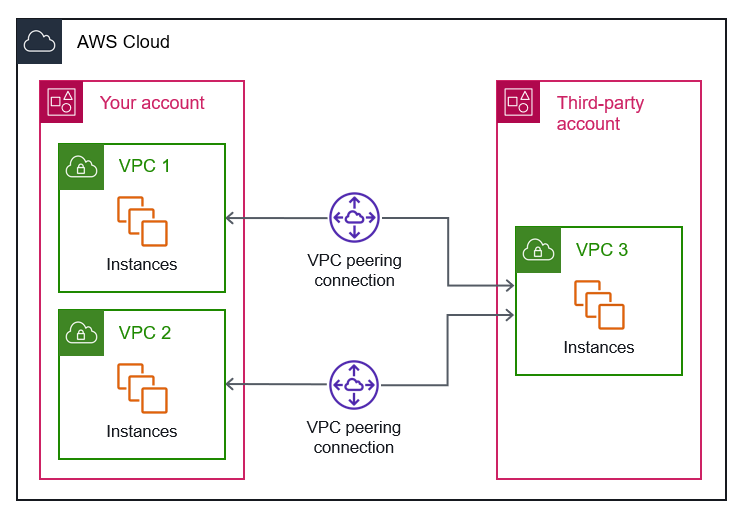 AWS Cloud
Your account
Third-party
account
VPC 1
Instances
VPC peering
connection
VPC 3
Instances
VPC 2
Instances
VPC peering
connection